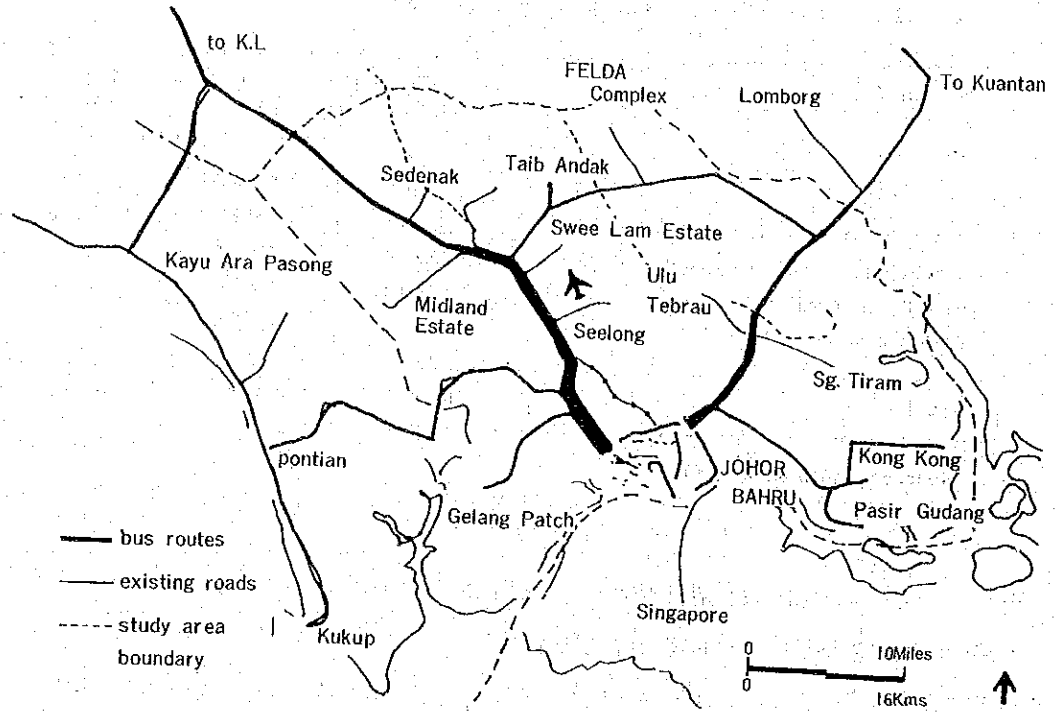 to K.L
To Kuantan
FELDA
Complex
Lomborg
Sedenak
Taib Andak
Swee Lam Estate
Kayu Ara Pasong
Ulu
Tebrau
Midland
Estate
Seelong
Sg. Tiram
pontian
JOHOR
BAHRU
Kong Kong
Gelang Patch
Pasir Gudang
bus routes
existing roads
study area
boundary
Kukup
Singapore
0
10Miles
0
16Kms